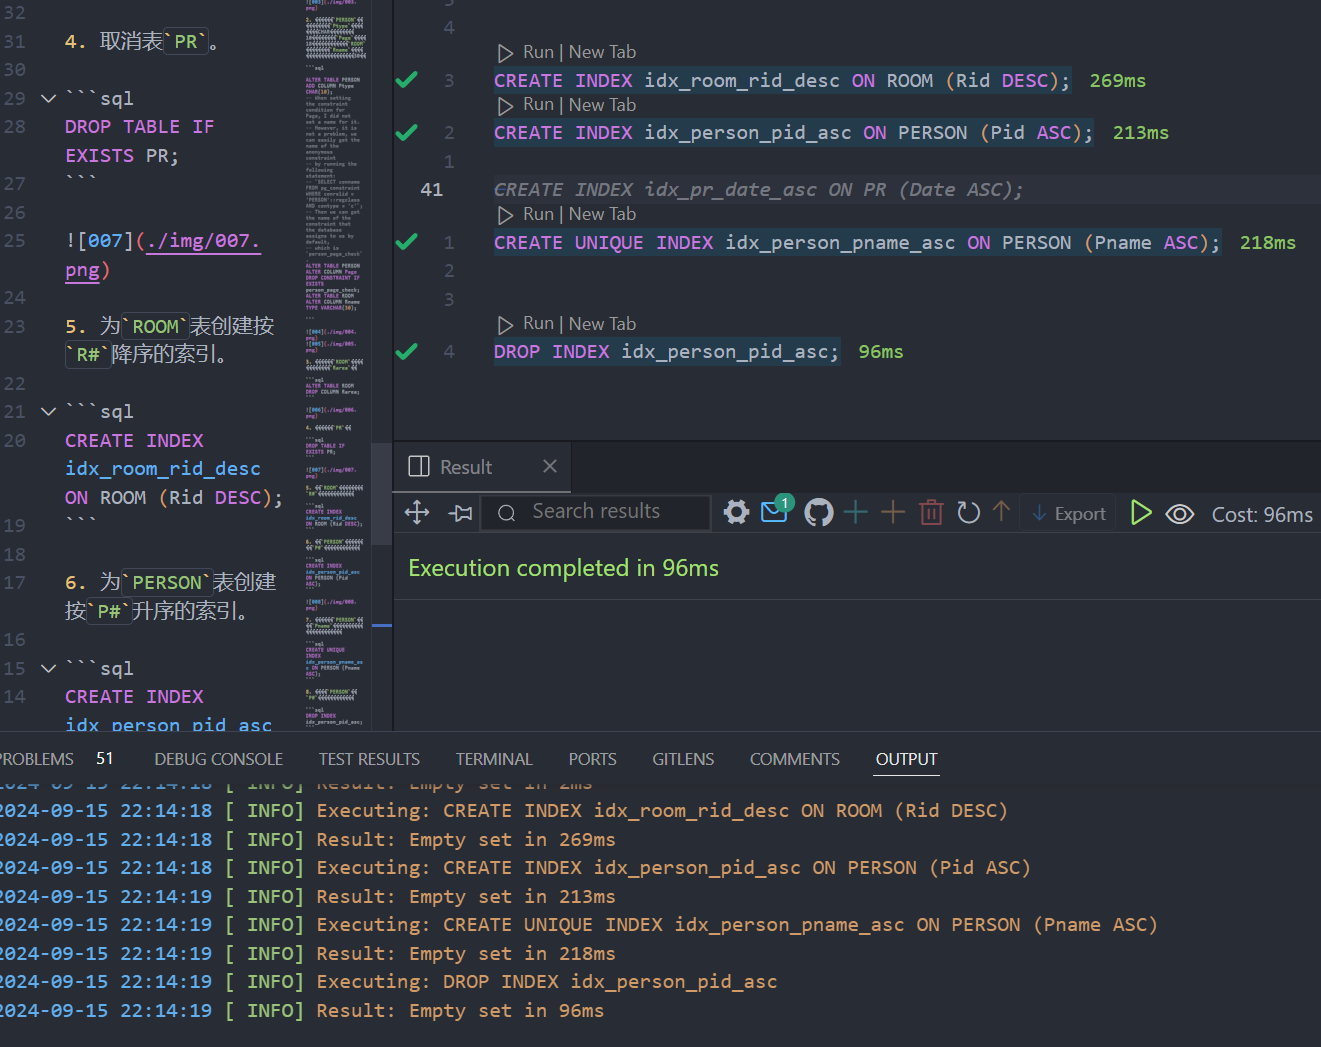 32
31 4. 取消表`PR`。
30
29 ```sql
28 DROP TABLE IF
EXISTS PR;
27 ```
26
25 ![007](./img/007.
png)
24
23 5. 为`ROOM`表创建按
`R#`降序的索引。
22
21 ```sql
20 CREATE INDEX
idx_room_rid_desc
ON ROOM (Rid DESC);
19 ```
18
17 6. 为`PERSON`表创建
按`P#`升序的索引。
16
15 ```sql
14 CREATE INDEX
idx_person_pid_asc
4
Run | New Tab
3 CREATE INDEX idx_room_rid_desc ON ROOM (Rid DESC); 269ms
Run | New Tab
2 CREATE INDEX idx_person_pid_asc ON PERSON (Pid ASC); 213ms
1
41 CREATE INDEX idx_pr_date_asc ON PR (Date ASC);
Run | New Tab
1 CREATE UNIQUE INDEX idx_person_pname_asc ON PERSON (Pname ASC); 218ms
2
3
Run | New Tab
4 DROP INDEX idx_person_pid_asc; 96ms
Result
Search results
1
Export
Cost: 96ms
Execution completed in 96ms
PROBLEMS 51 DEBUG CONSOLE TEST RESULTS TERMINAL PORTS GITLENS COMMENTS OUTPUT
2024-09-15 22:14:18 [ INFO] Result: Empty set in 2ms
2024-09-15 22:14:18 [ INFO] Executing: CREATE INDEX idx_room_rid_desc ON ROOM (Rid DESC)
2024-09-15 22:14:18 [ INFO] Result: Empty set in 269ms
2024-09-15 22:14:18 [ INFO] Executing: CREATE INDEX idx_person_pid_asc ON PERSON (Pid ASC)
2024-09-15 22:14:19 [ INFO] Result: Empty set in 213ms
2024-09-15 22:14:19 [ INFO] Executing: CREATE UNIQUE INDEX idx_person_pname_asc ON PERSON (Pname ASC)
2024-09-15 22:14:19 [ INFO] Result: Empty set in 218ms
2024-09-15 22:14:19 [ INFO] Executing: DROP INDEX idx_person_pid_asc
2024-09-15 22:14:19 [ INFO] Result: Empty set in 96ms